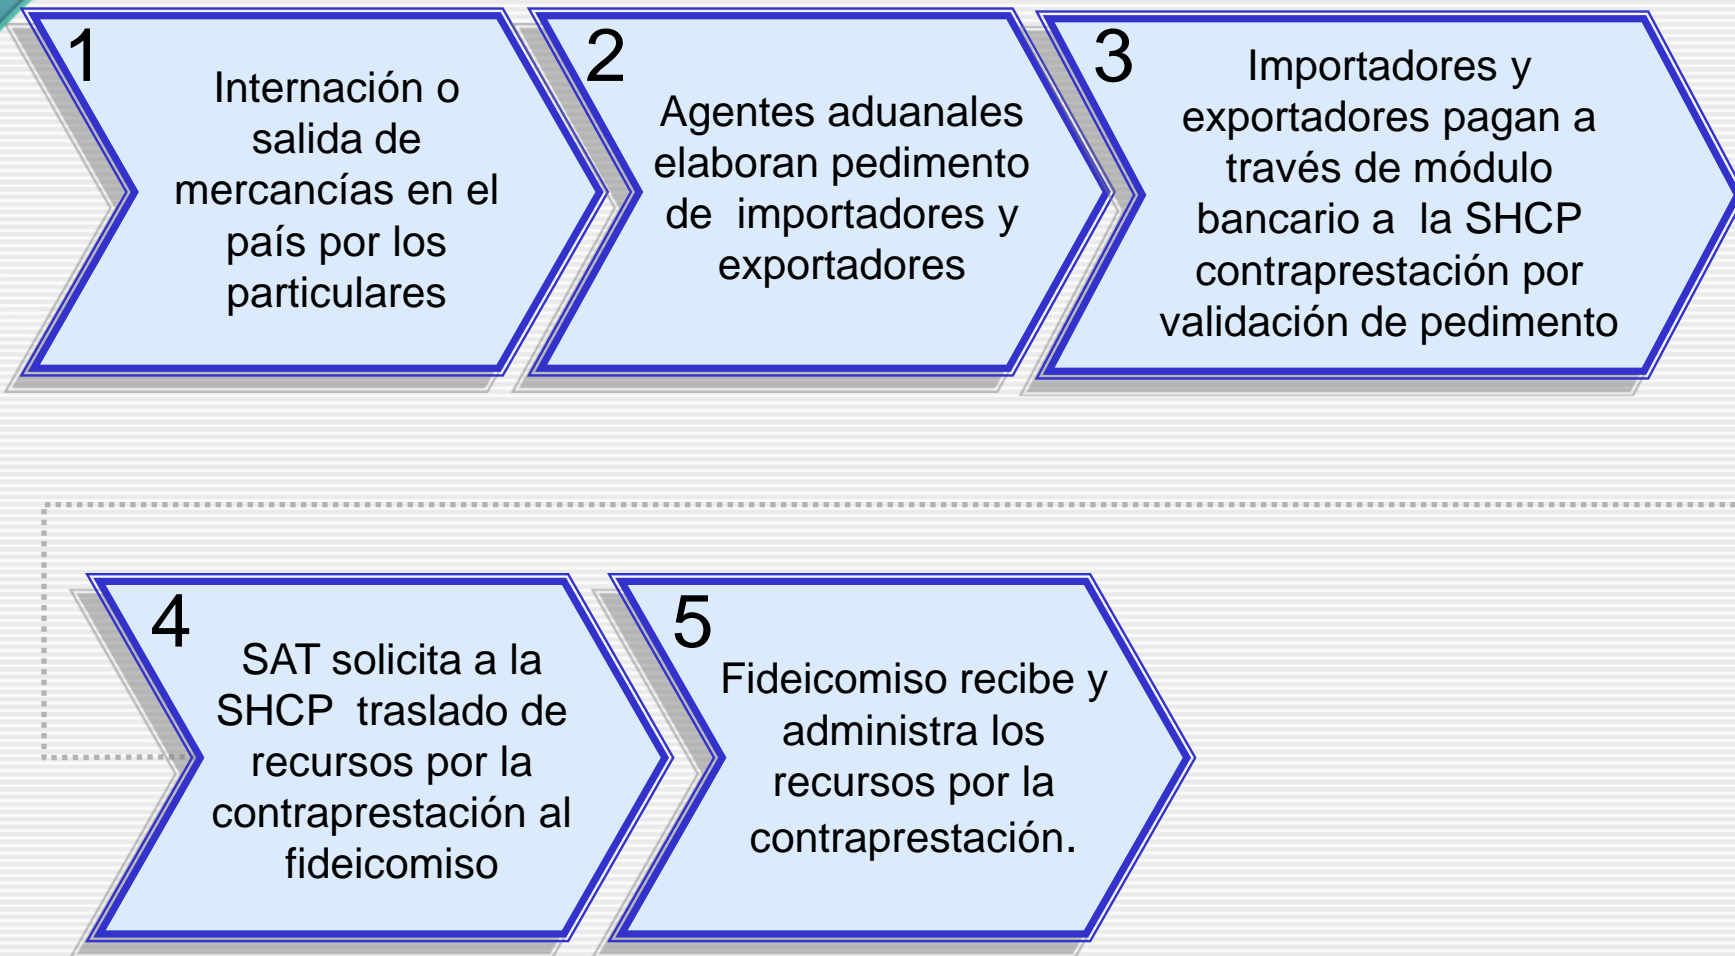 1
Internación o
salida de
mercancías en el
país por los
particulares
2
Agentes aduanales
elaboran pedimento
de importadores y
exportadores
3
Importadores y
exportadores pagan a
través de módulo
bancario a la SHCP
contraprestación por
validación de pedimento
4
SAT solicita a la
SHCP traslado de
recursos por la
contraprestación al
fideicomiso
5
Fideicomiso recibe y
administra los
recursos por la
contraprestación.